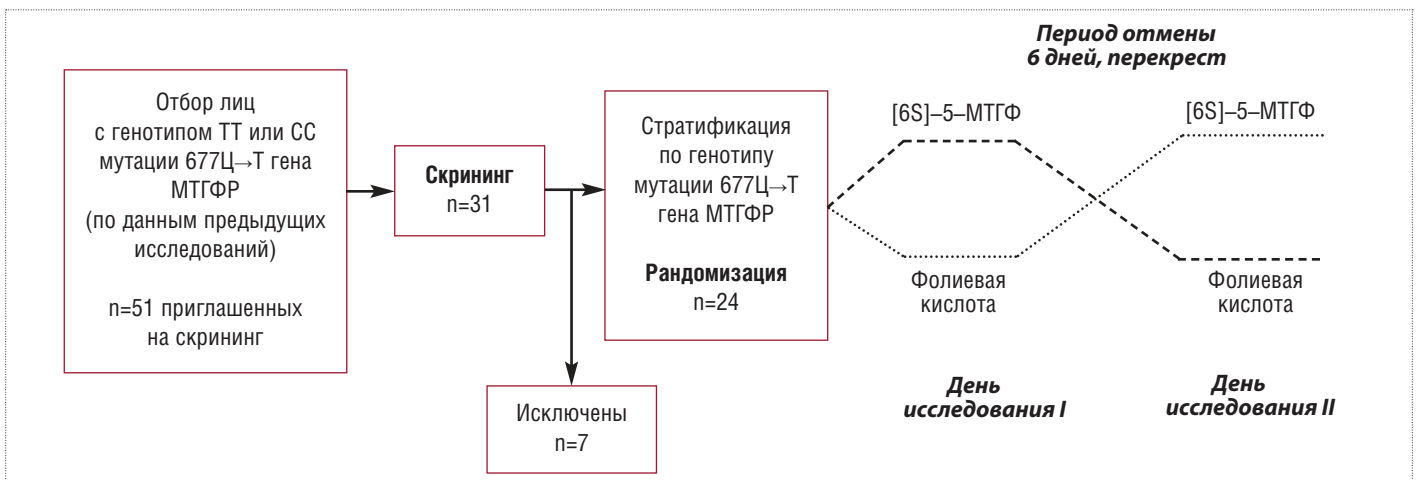 Отбор лиц
с генотипом ТТ или СС
мутации 677Ц→Т гена
МТГФР
(по данным предыдущих
исследований)
n=51 приглашенных
на скрининг
Скрининг
n=31
Исключены
n=7
Стратификация
по генотипу
мутации 677Ц→Т
гена МТГФР
Рандомизация
n=24
Период отмены
6 дней, перекрест
[6S]–5–МТГФ
[6S]–5–МТГФ
Фолиевая
кислота
Фолиевая
кислота
День
исследования I
День
исследования II